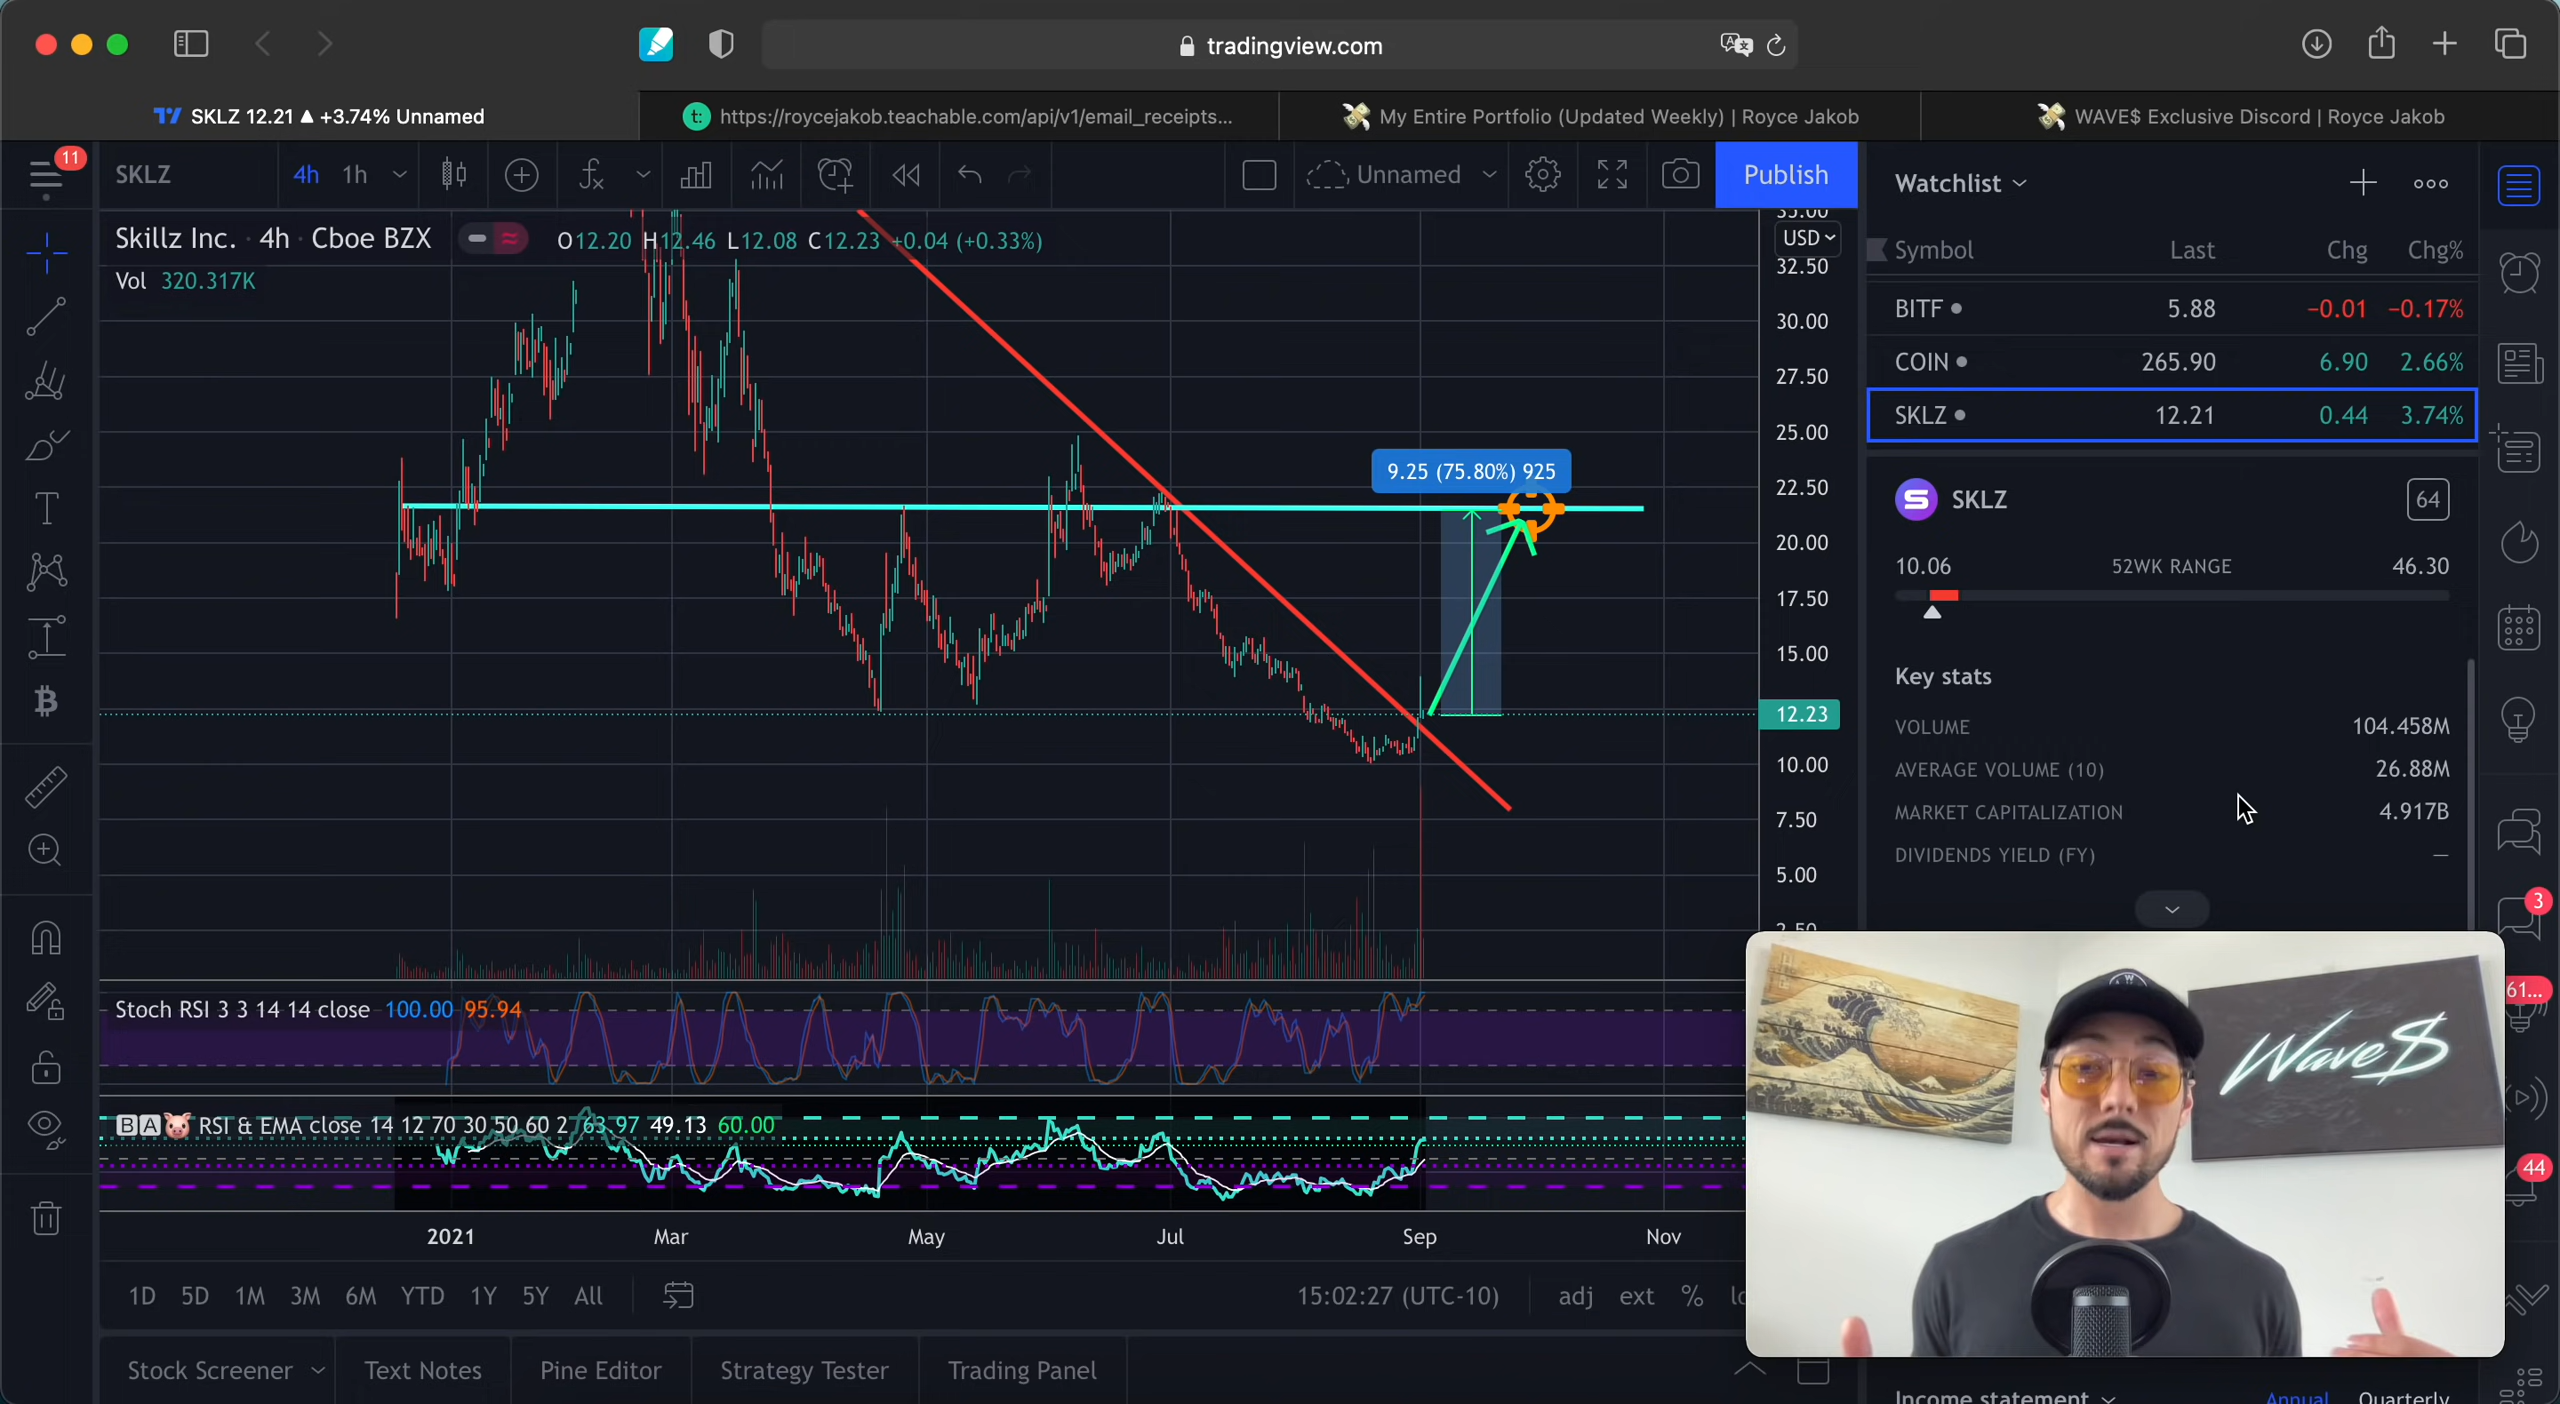 tradingview.com
SKLZ 12.21 ▲ +3.74% Unnamed
t: https://roycejakob.teachable.com/api/v1/email_receipts...
My Entire Portfolio (Updated Weekly) | Royce Jakob
WAVE$ Exclusive Discord | Royce Jakob
11
SKLZ 4h 1h
Unnamed
Publish
Skillz Inc. · 4h · Cboe BZX O12.20 H12.46 L12.08 C12.23 +0.04 (+0.33%)
Vol 320.317K
USD
35.00
32.50
30.00
27.50
25.00
22.50
20.00
17.50
15.00
12.23
10.00
7.50
5.00
2.50
9.25 (75.80%) 925
Stoch RSI 3 3 14 14 close 100.00 95.94
BA RSI & EMA close 14 12 70 30 50 60 2 63.97 49.13 60.00
2021 Mar May Jul Sep Nov
1D 5D 1M 3M 6M YTD 1Y 5Y All
15:02:27 (UTC-10) adj ext %
Stock Screener Text Notes Pine Editor Strategy Tester Trading Panel
Watchlist
Symbol Last Chg Chg%
BITF 5.88 −0.01 −0.17%
COIN 265.90 6.90 2.66%
SKLZ 12.21 0.44 3.74%
S SKLZ 64
10.06 52WK RANGE 46.30
Key stats
VOLUME 104.458M
AVERAGE VOLUME (10) 26.88M
MARKET CAPITALIZATION 4.917B
DIVIDENDS YIELD (FY) —
3
61...
44
Wave$
W
Income statement Annual Quarterly